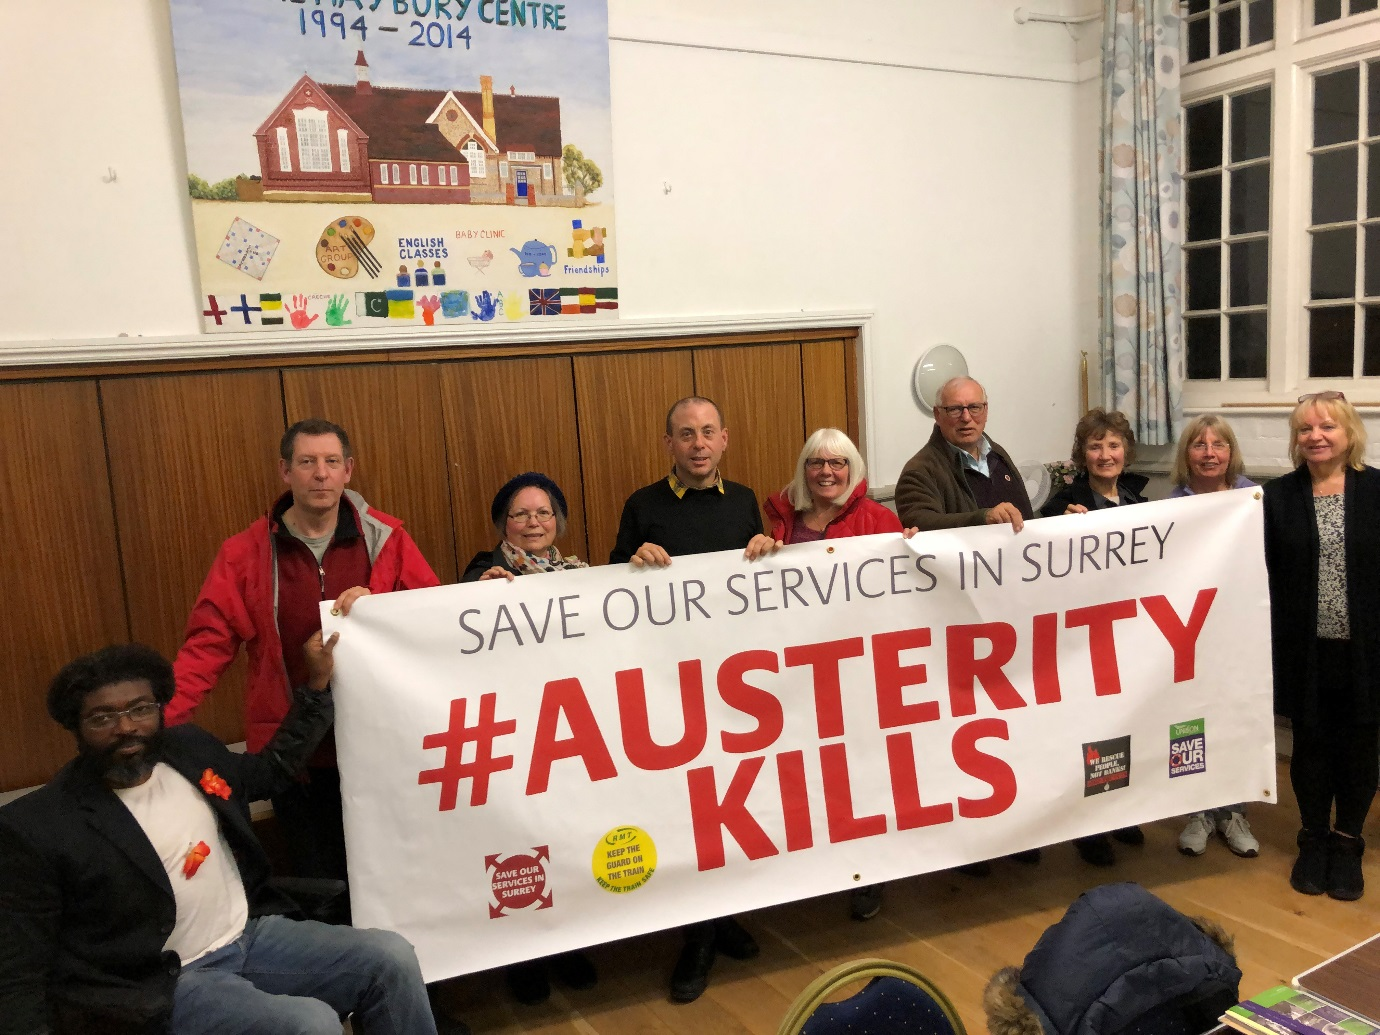 MAYBURY CENTRE
1994 - 2014
ART
GROUP
ENGLISH
CLASSES
BABY CLINIC
Friendships
CRECHE
SAVE OUR SERVICES IN SURREY
#AUSTERITY
KILLS
SAVE OUR
SERVICES IN
SURREY
RMT
KEEP THE
GUARD ON
THE TRAIN
KEEP THE TRAIN SAFE
WE RESCUE
PEOPLE,
NOT BANKS!
UNISON
SAVE
OUR
SERVICES